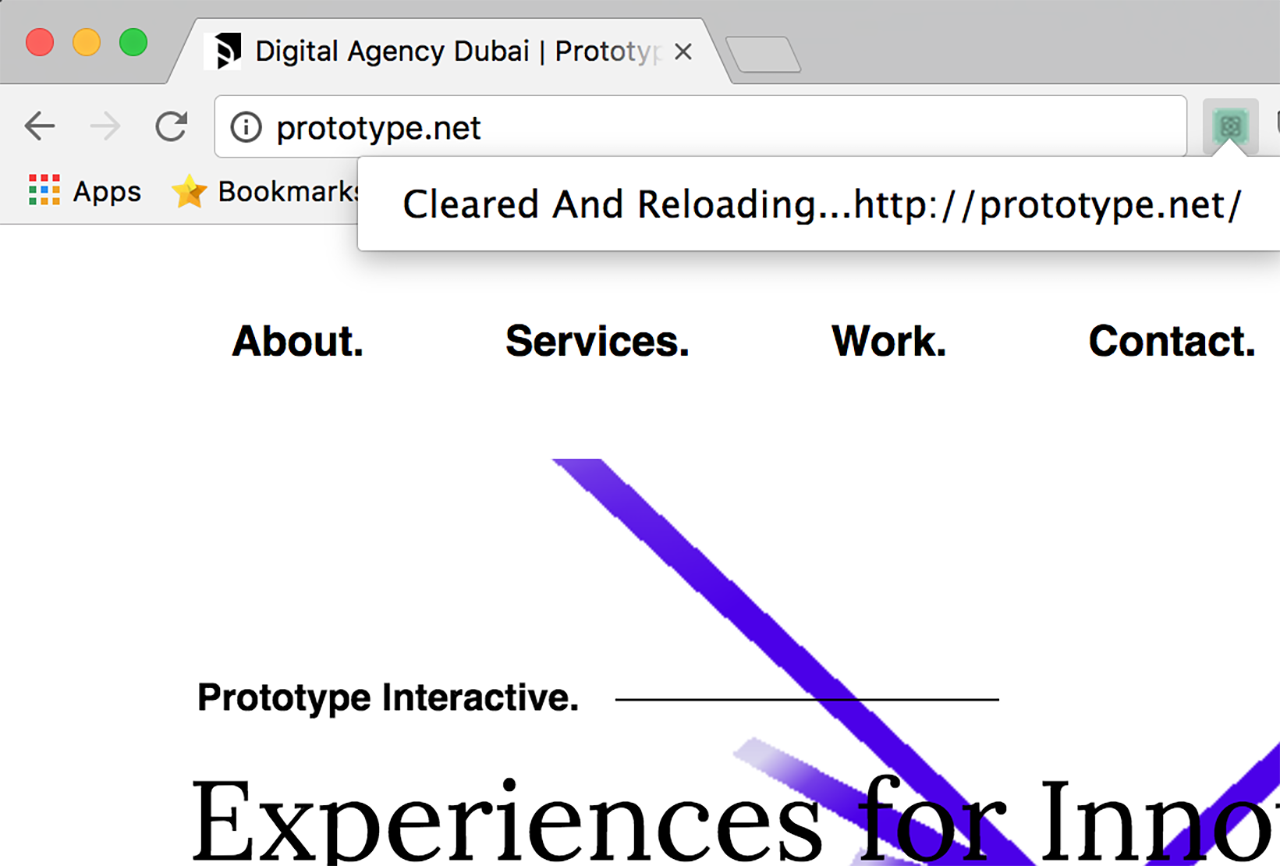 Digital Agency Dubai | Prototyp
prototype.net
Apps Bookmarks
Cleared And Reloading...http://prototype.net/
About. Services. Work. Contact.
Prototype Interactive.
Experiences for Inno